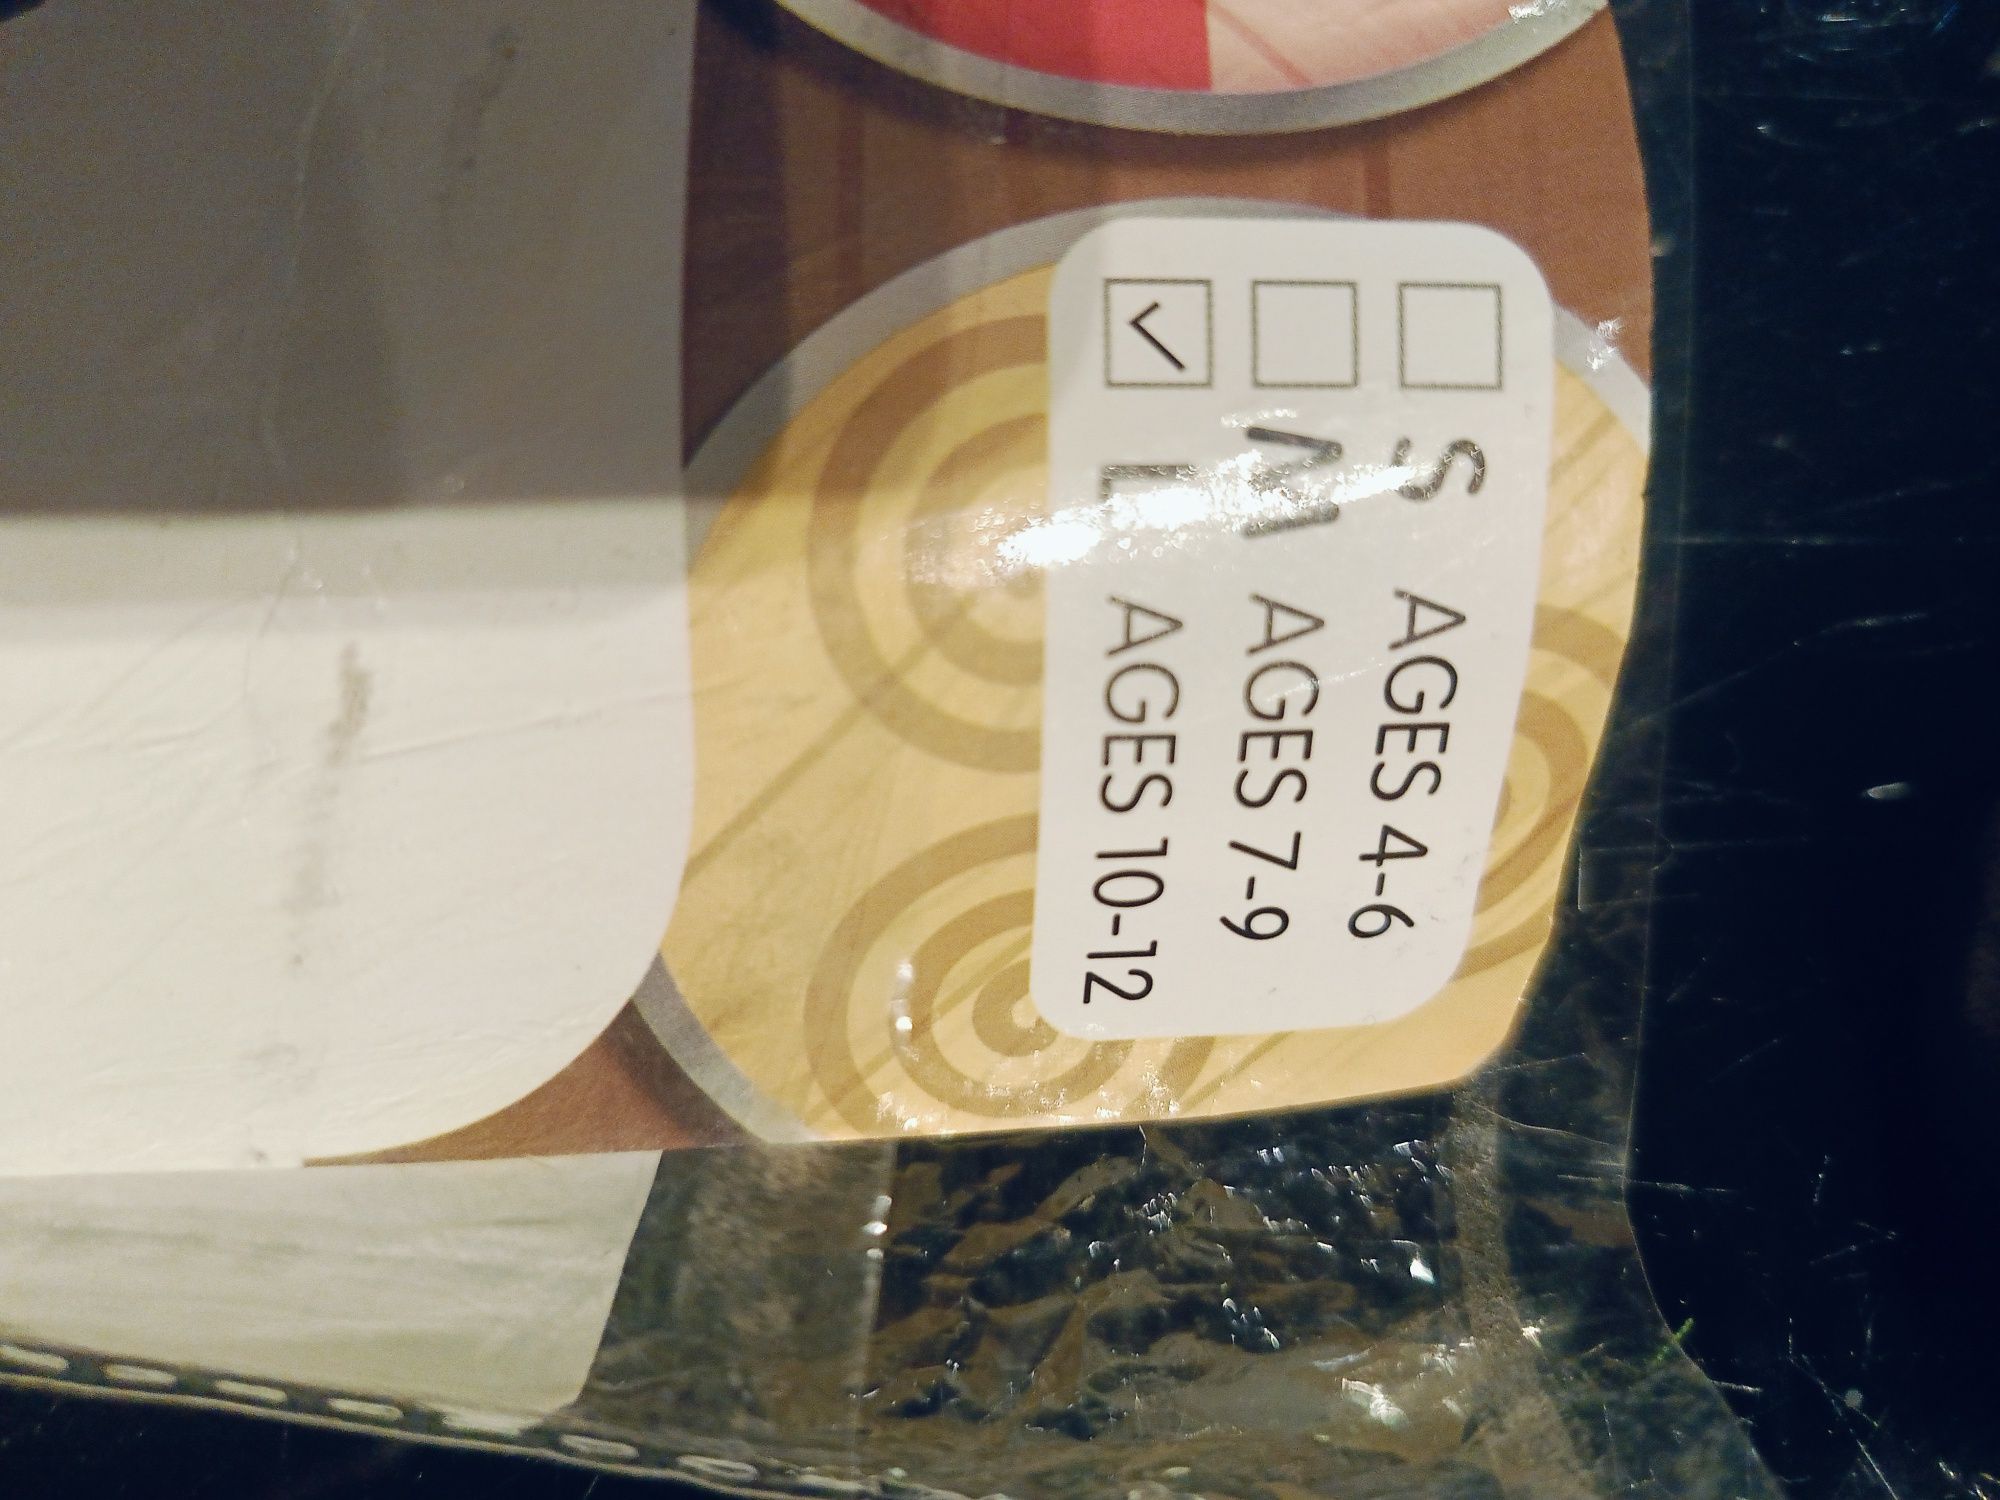 S AGES 4-6
M AGES 7-9
L AGES 10-12